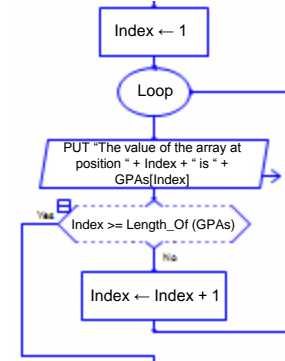 Index ← 1
Loop
PUT “The value of the array at
position “ + Index + “ is “ +
GPAs[Index]
Yes
Index >= Length_Of (GPAs)
No
Index ← Index + 1